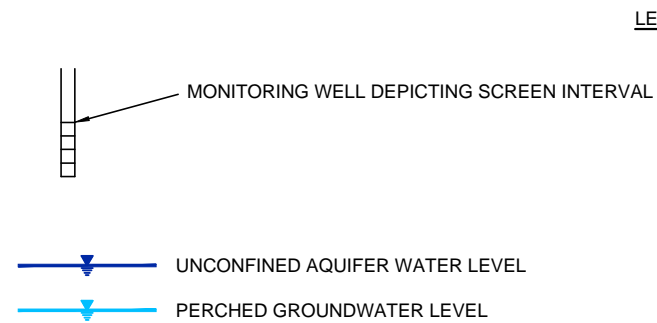 LE
MONITORING WELL DEPICTING SCREEN INTERVAL
UNCONFINED AQUIFER WATER LEVEL
PERCHED GROUNDWATER LEVEL